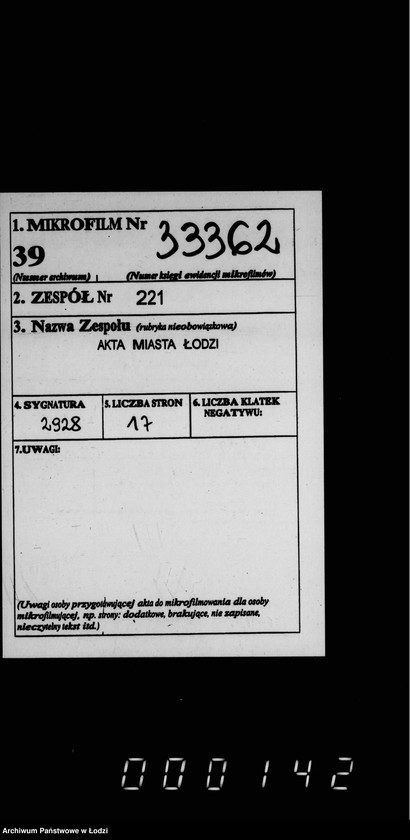 1. MIKROFILM Nr 33362
39
(Numer archiwum) (Numer księgi ewidencji mikrofilmów)
2. ZESPÓŁ Nr 221
3. Nazwa Zespołu (rubryka nieobowiązkowa)
AKTA MIASTA ŁODZI
4. SYGNATURA 5. LICZBA STRON 6. LICZBA KLATEK
NEGATYWU:
2928 17
7.UWAGI:
(Uwagi osoby przygotowującej akta do mikrofilmowania dla osoby
mikrofilmującej, np. strony: dodatkowe, brakujące, nie zapisane,
nieczytelny tekst itd.)
000142
Archiwum Państwowe w Łodzi